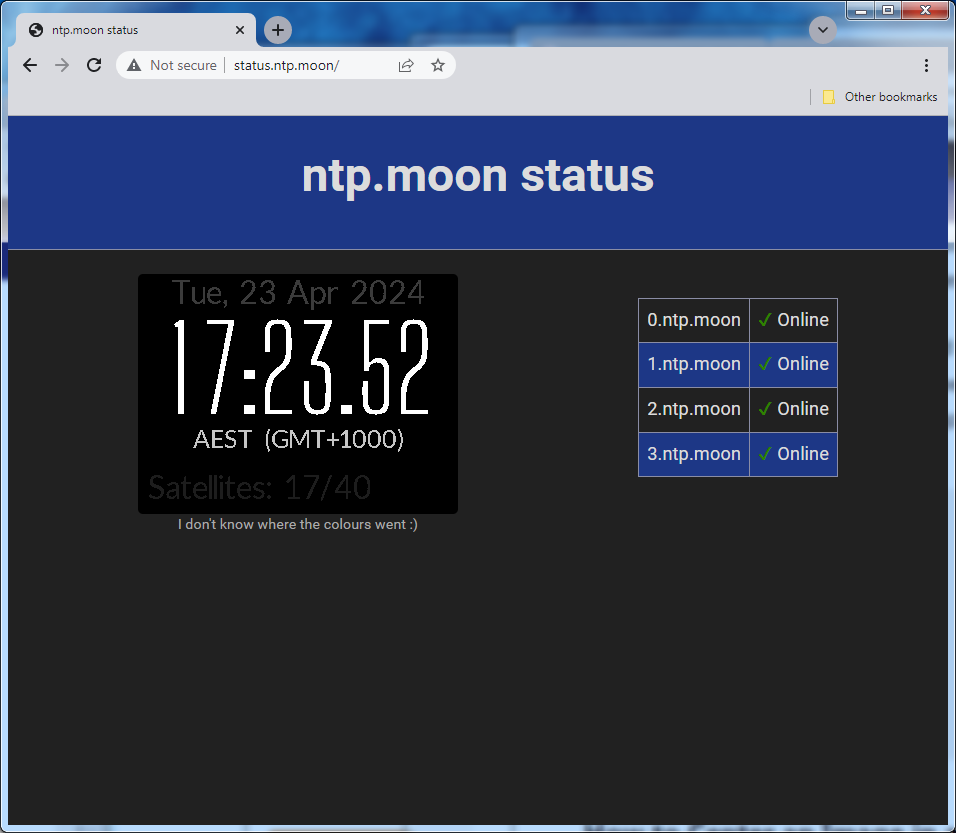 ntp.moon status
Not secure
status.ntp.moon/
Other bookmarks
ntp.moon status
Tue, 23 Apr 2024
17:23.52
AEST (GMT+1000)
Satellites: 17/40
I don't know where the colours went :)
0.ntp.moon ✓ Online
1.ntp.moon ✓ Online
2.ntp.moon ✓ Online
3.ntp.moon ✓ Online